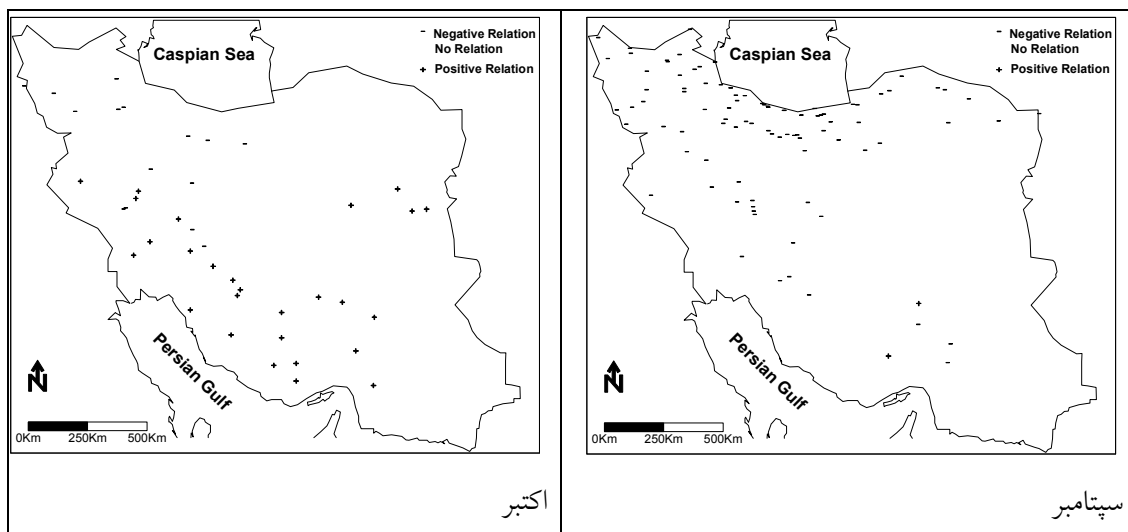 Caspian Sea
- Negative Relation
No Relation
+ Positive Relation
Persian Gulf
N
0Km 250Km 500Km
اکتبر
Caspian Sea
- Negative Relation
No Relation
+ Positive Relation
Persian Gulf
N
0Km 250Km 500Km
سپتامبر